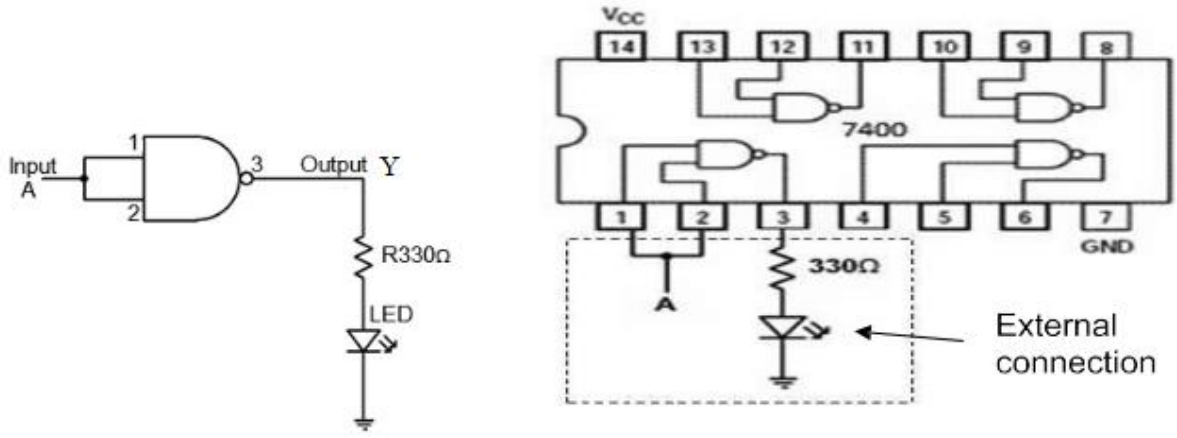 Input
A
1
2
3
Output Y
R330Ω
LED
VCC
14 13 12 11 10 9 8
7400
1 2 3 4 5 6 7
GND
330Ω
A
External
connection